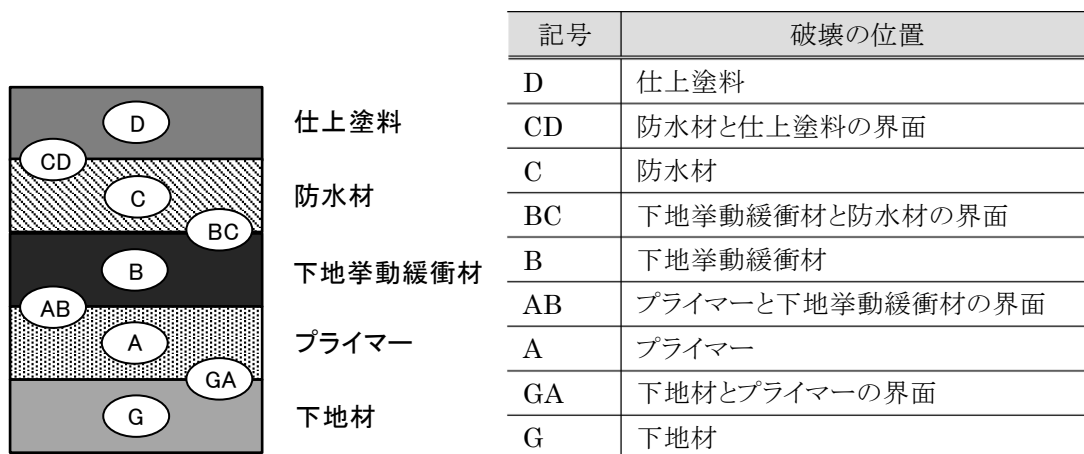 D
仕上塗料
CD
C
防水材
BC
B
下地挙動緩衝材
AB
A
プライマー
GA
G
下地材
記号 破壊の位置
D 仕上塗料
CD 防水材と仕上塗料の界面
C 防水材
BC 下地挙動緩衝材と防水材の界面
B 下地挙動緩衝材
AB プライマーと下地挙動緩衝材の界面
A プライマー
GA 下地材とプライマーの界面
G 下地材